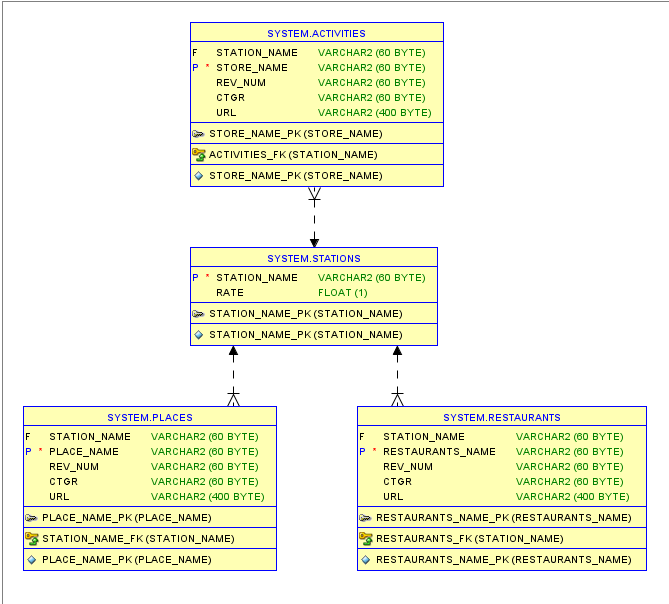 SYSTEM.ACTIVITIES
F STATION_NAME VARCHAR2 (60 BYTE)
P * STORE_NAME VARCHAR2 (60 BYTE)
REV_NUM VARCHAR2 (60 BYTE)
CTGR VARCHAR2 (60 BYTE)
URL VARCHAR2 (400 BYTE)
STORE_NAME_PK (STORE_NAME)
ACTIVITIES_FK (STATION_NAME)
STORE_NAME_PK (STORE_NAME)
SYSTEM.STATIONS
P * STATION_NAME VARCHAR2 (60 BYTE)
RATE FLOAT (1)
STATION_NAME_PK (STATION_NAME)
STATION_NAME_PK (STATION_NAME)
SYSTEM.PLACES
F STATION_NAME VARCHAR2 (60 BYTE)
P * PLACE_NAME VARCHAR2 (60 BYTE)
REV_NUM VARCHAR2 (60 BYTE)
CTGR VARCHAR2 (60 BYTE)
URL VARCHAR2 (400 BYTE)
PLACE_NAME_PK (PLACE_NAME)
STATION_NAME_FK (STATION_NAME)
PLACE_NAME_PK (PLACE_NAME)
SYSTEM.RESTAURANTS
F STATION_NAME VARCHAR2 (60 BYTE)
P * RESTAURANTS_NAME VARCHAR2 (60 BYTE)
REV_NUM VARCHAR2 (60 BYTE)
CTGR VARCHAR2 (60 BYTE)
URL VARCHAR2 (400 BYTE)
RESTAURANTS_NAME_PK (RESTAURANTS_NAME)
RESTAURANTS_FK (STATION_NAME)
RESTAURANTS_NAME_PK (RESTAURANTS_NAME)